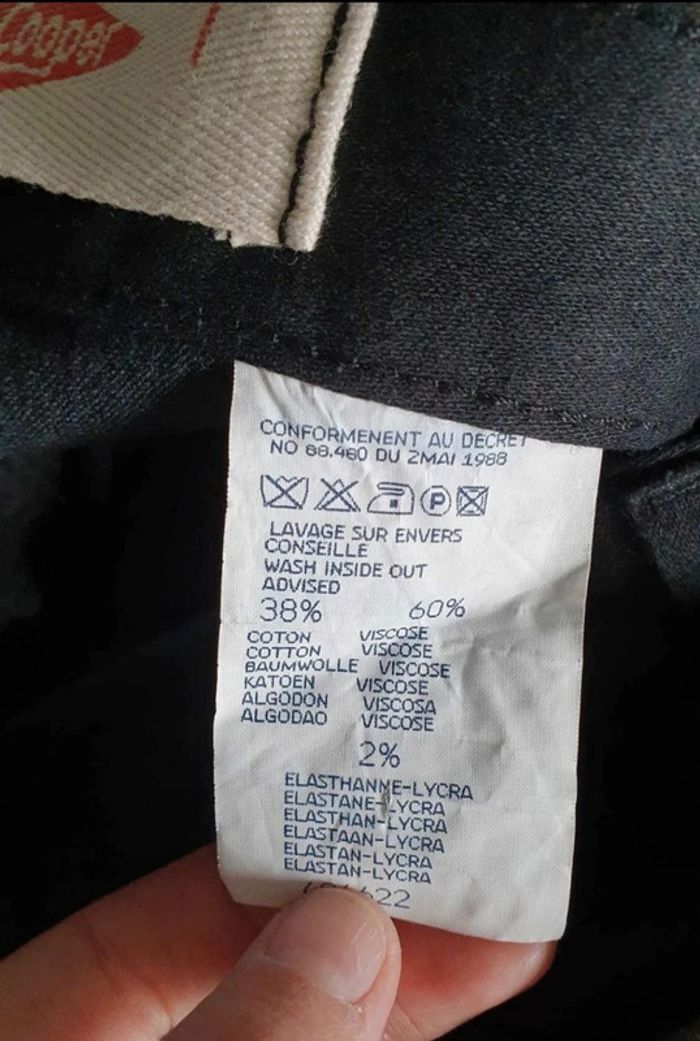 Cooper
CONFORMENENT AU DECRET
NO 88.460 DU 2MAI 1988
P
LAVAGE SUR ENVERS
CONSEILLE
WASH INSIDE OUT
ADVISED
38% 60%
COTON VISCOSE
COTTON VISCOSE
BAUMWOLLE VISCOSE
KATOEN VISCOSE
ALGODON VISCOSA
ALGODAO VISCOSE
2%
ELASTHANNE-LYCRA
ELASTANE-LYCRA
ELASTHAN-LYCRA
ELASTAAN-LYCRA
ELASTAN-LYCRA
ELASTAN-LYCRA